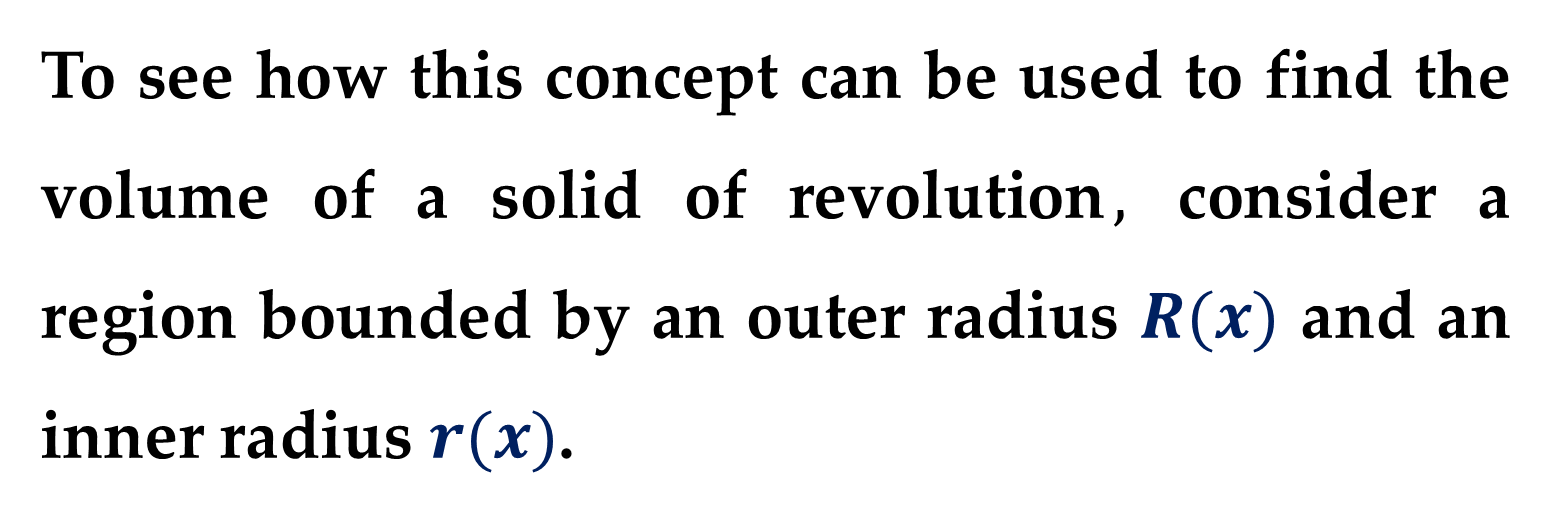 To see how this concept can be used to find the
volume of a solid of revolution, consider a
region bounded by an outer radius R(x) and an
inner radius r(x).